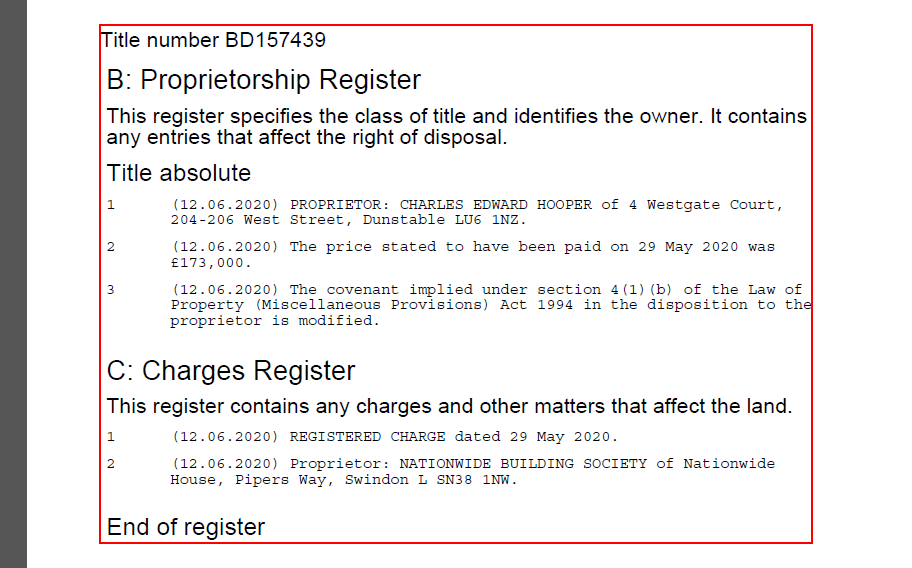 Title number BD157439
B: Proprietorship Register
This register specifies the class of title and identifies the owner. It contains
any entries that affect the right of disposal.
Title absolute
1 (12.06.2020) PROPRIETOR: CHARLES EDWARD HOOPER of 4 Westgate Court,
204-206 West Street, Dunstable LU6 1NZ.
2 (12.06.2020) The price stated to have been paid on 29 May 2020 was
£173,000.
3 (12.06.2020) The covenant implied under section 4(1)(b) of the Law of
Property (Miscellaneous Provisions) Act 1994 in the disposition to the
proprietor is modified.
C: Charges Register
This register contains any charges and other matters that affect the land.
1 (12.06.2020) REGISTERED CHARGE dated 29 May 2020.
2 (12.06.2020) Proprietor: NATIONWIDE BUILDING SOCIETY of Nationwide
House, Pipers Way, Swindon L SN38 1NW.
End of register